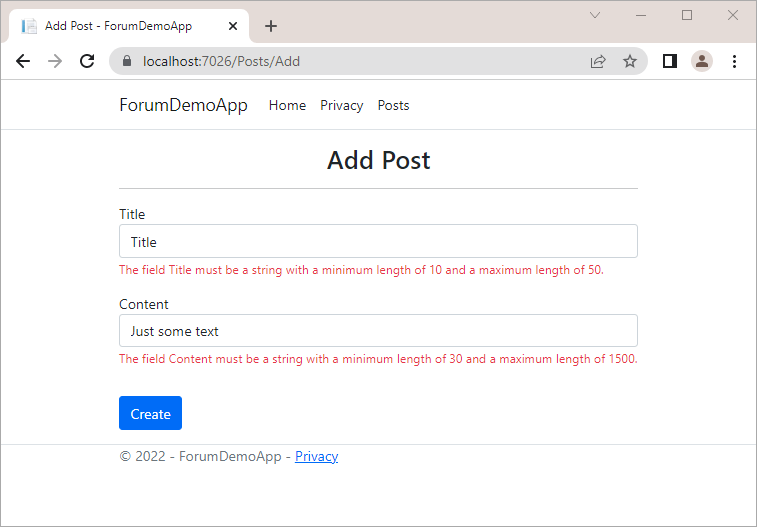 Add Post - ForumDemoApp
localhost:7026/Posts/Add
ForumDemoApp Home Privacy Posts
Add Post
Title
Title
The field Title must be a string with a minimum length of 10 and a maximum length of 50.
Content
Just some text
The field Content must be a string with a minimum length of 30 and a maximum length of 1500.
Create
© 2022 - ForumDemoApp - Privacy